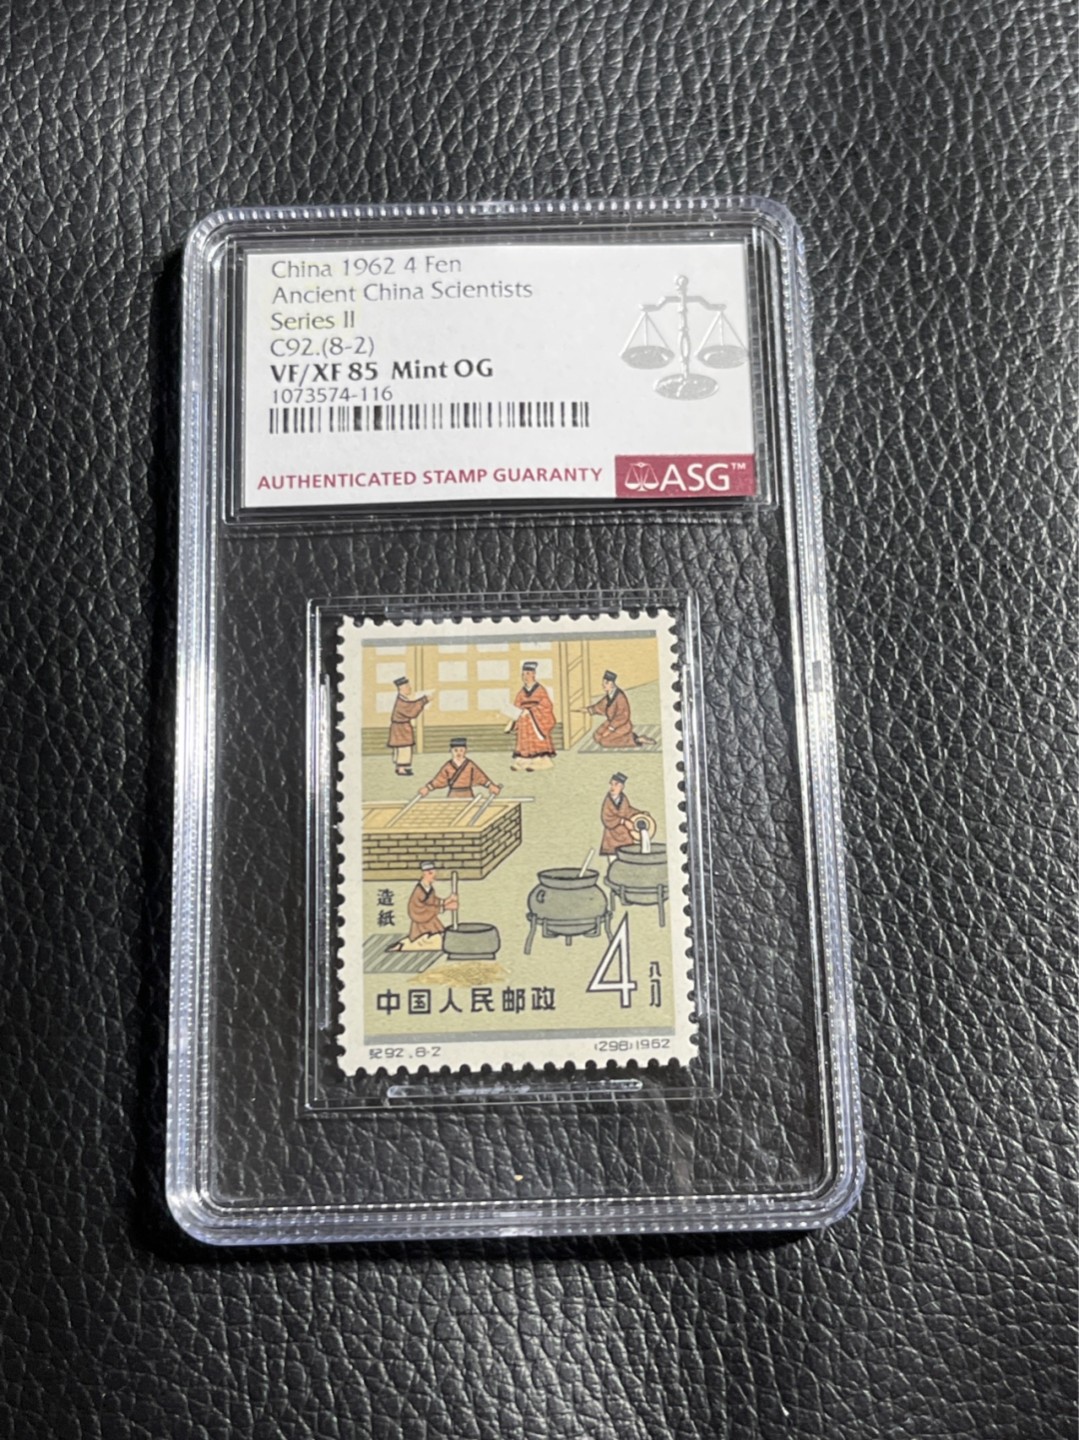 China 1962 4 Fen
Ancient China Scientists
Series II
C92.(8-2)
VF/XF 85 Mint OG
1073574-116
AUTHENTICATED STAMP GUARANTY ASG™
造
紙
4 八分
中国人民邮政
纪92.8-2 (298)1962